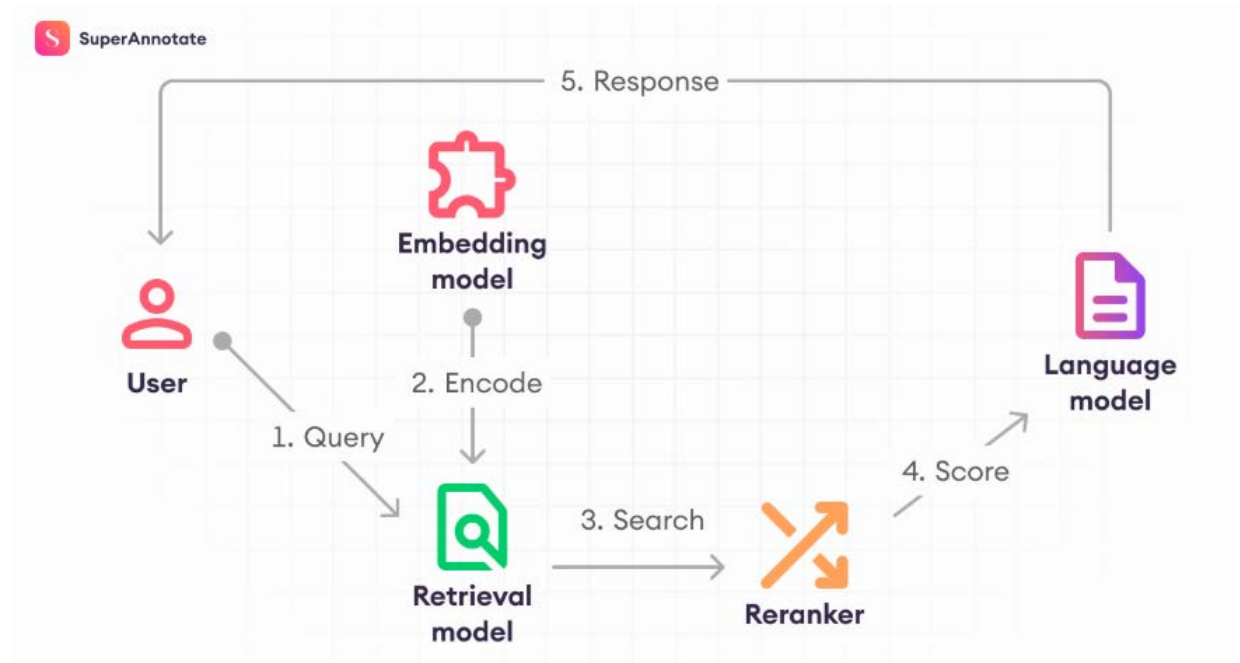 SuperAnnotate
5. Response
Embedding
model
User
2. Encode
1. Query
Language
model
4. Score
3. Search
Retrieval
model
Reranker